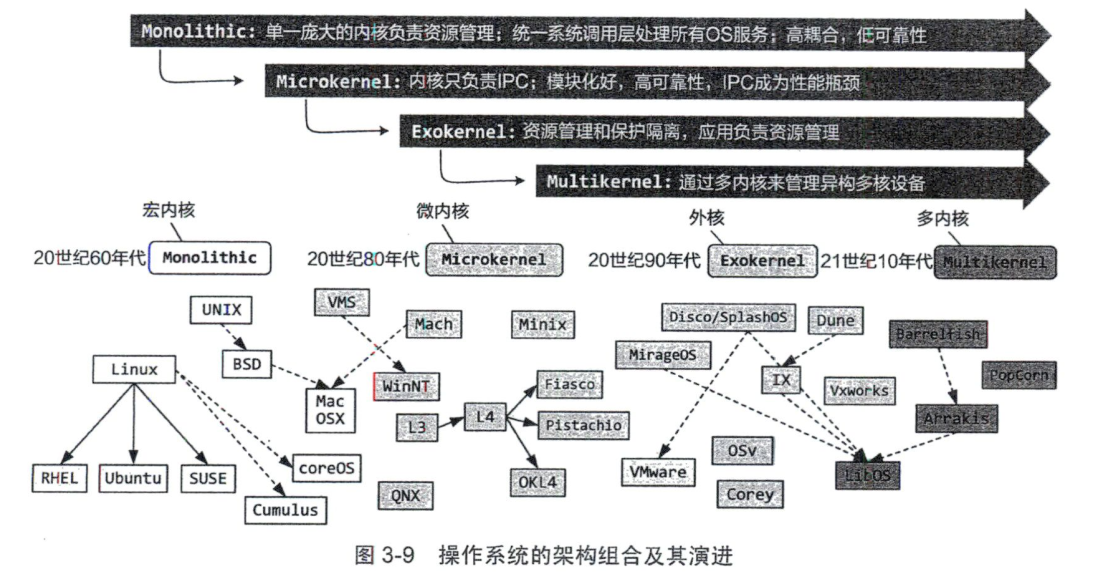 Monolithic: 单一庞大的内核负责资源管理；统一系统调用层处理所有OS服务；高耦合，低可靠性
Microkernel: 内核只负责IPC；模块化好，高可靠性，IPC成为性能瓶颈
Exokernel: 资源管理和保护隔离，应用负责资源管理
Multikernel: 通过多内核来管理异构多核设备
宏内核 微内核 外核 多内核
20世纪60年代 Monolithic 20世纪80年代 Microkernel 20世纪90年代 Exokernel 21世纪10年代 Multikernel
UNIX VMS Mach Minix Disco/SplashOS Dune Barrelfish
Linux BSD Mac OSX WinNT Fiasco MirageOS IX Vxworks PopCorn
L3 L4 Pistachio Arrakis
RHEL Ubuntu SUSE coreOS QNX OKL4 VMware OSv LitOS
Cumulus Corey
图 3-9 操作系统的架构组合及其演进